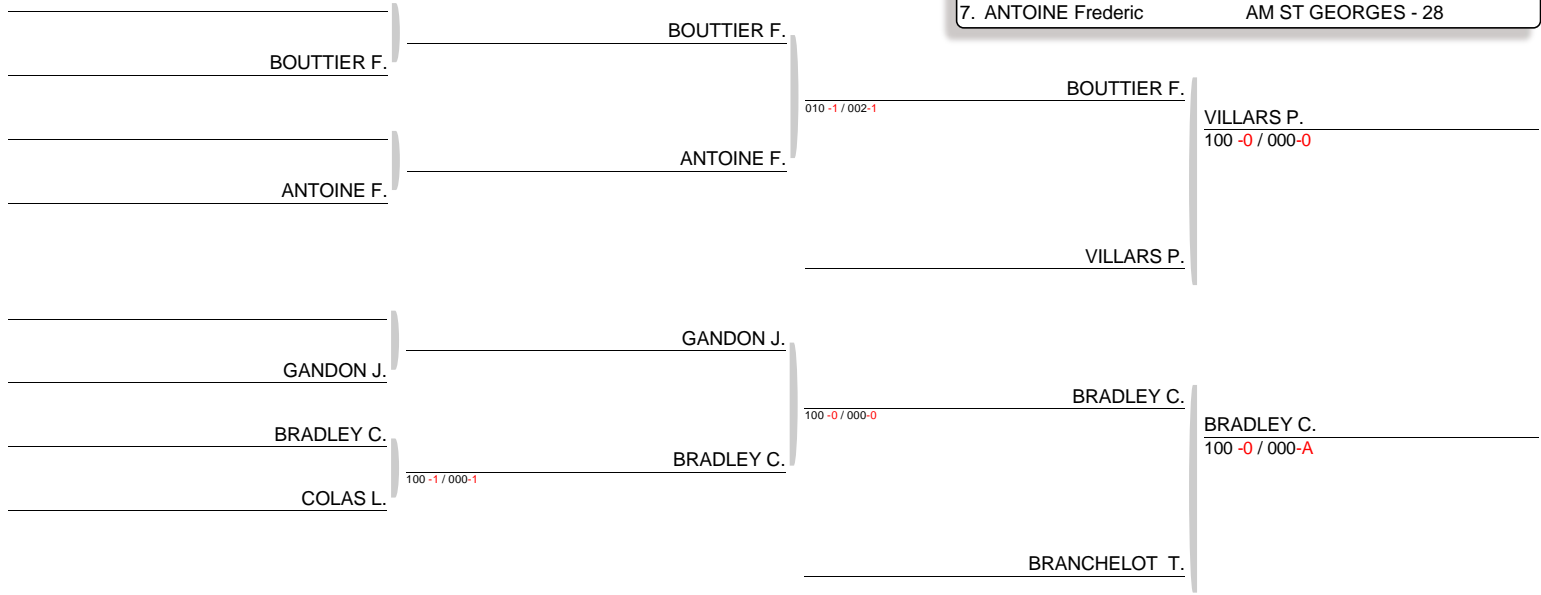 7. ANTOINE Frederic AM ST GEORGES - 28
BOUTTIER F.
BOUTTIER F.
BOUTTIER F.
010 -1 / 002-1
VILLARS P.
100 -0 / 000-0
ANTOINE F.
ANTOINE F.
VILLARS P.
GANDON J.
GANDON J.
BRADLEY C.
100 -0 / 000-0
BRADLEY C.
100 -0 / 000-A
BRADLEY C.
BRADLEY C.
100 -1 / 000-1
COLAS L.
BRANCHELOT T.